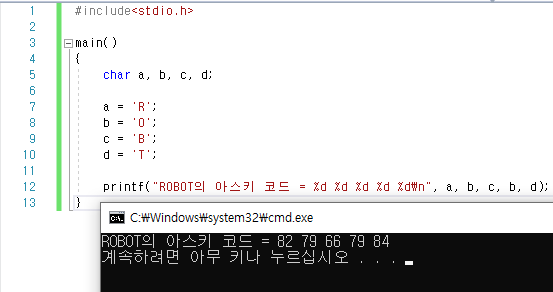 1 #include<stdio.h>
2
3 main()
4 {
5 char a, b, c, d;
6
7 a = 'R';
8 b = 'O';
9 c = 'B';
10 d = 'T';
11
12 printf("ROBOT의 아스키 코드 = %d %d %d %d %d₩n", a, b, c, b, d);
13 }
C:₩Windows₩system32₩cmd.exe
ROBOT의 아스키 코드 = 82 79 66 79 84
계속하려면 아무 키나 누르십시오 . . .